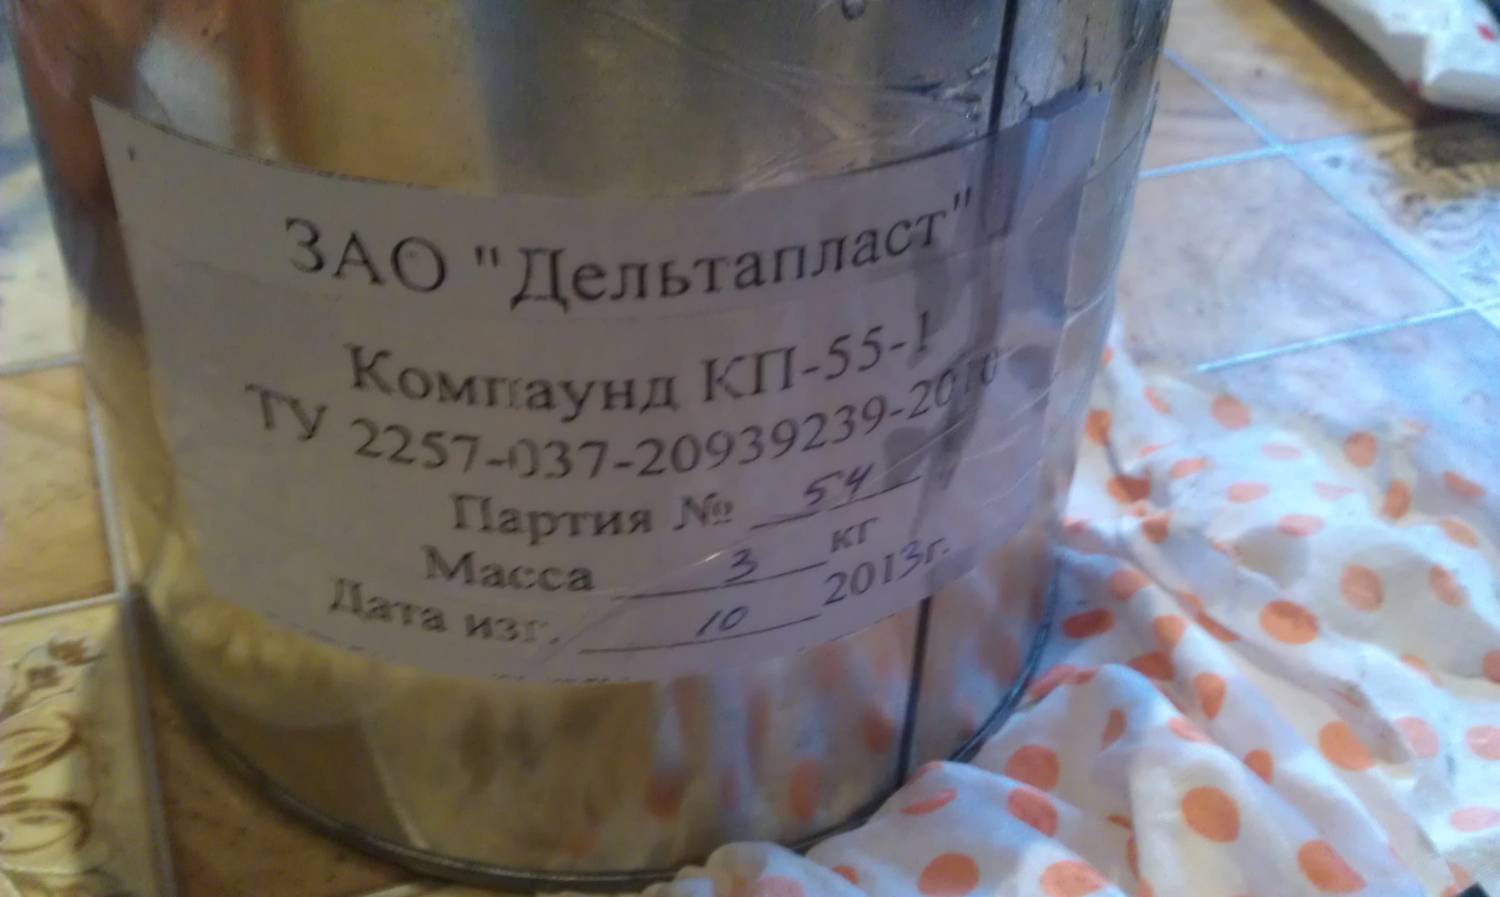 ЗАО "Дельтапласт"
Компаунд КП-55-1
ТУ 2257-037-20939239-2010
Партия № 54
Масса 3 кг
Дата изг. 10 2013г.